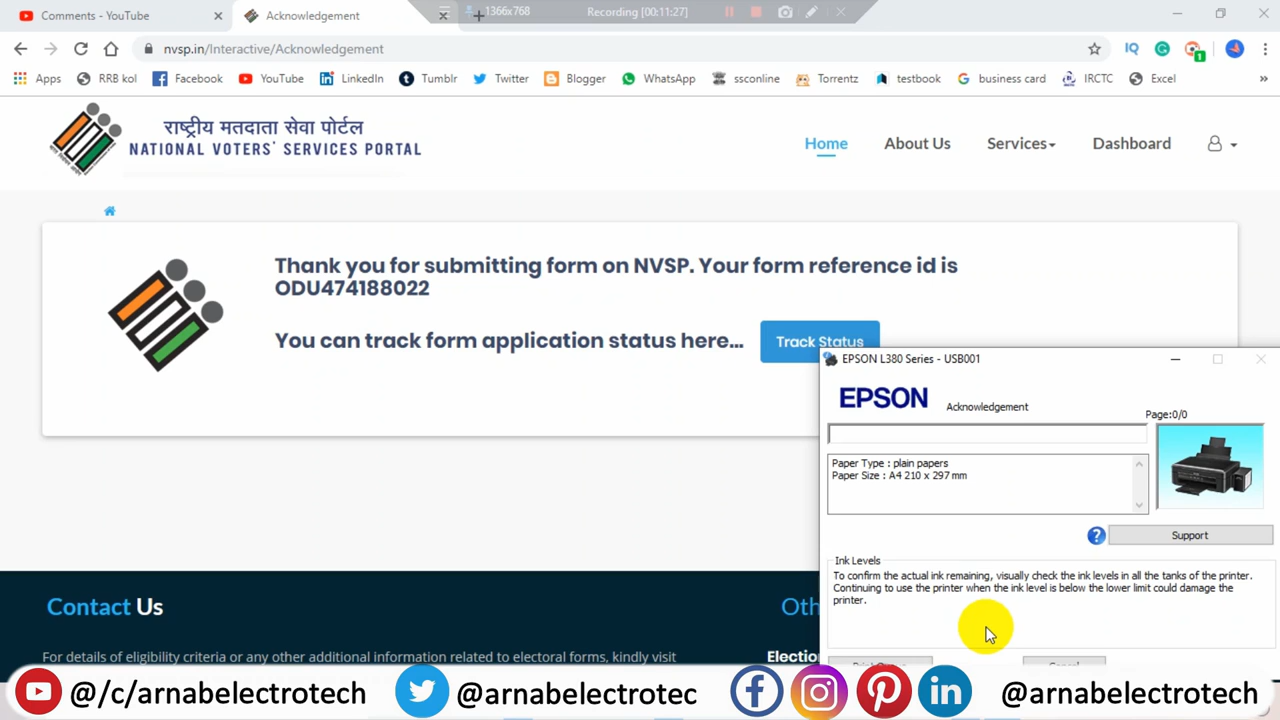 Comments - YouTube
Acknowledgement
1366x768
Recording [00:11:27]
nvsp.in/Interactive/Acknowledgement
Apps
RRB kol
Facebook
YouTube
LinkedIn
Tumblr
Twitter
Blogger
WhatsApp
ssconline
Torrentz
testbook
business card
IRCTC
Excel
राष्ट्रीय मतदाता सेवा पोर्टल
NATIONAL VOTERS' SERVICES PORTAL
Home
About Us
Services
Dashboard
Thank you for submitting form on NVSP. Your form reference id is
ODU474188022
You can track form application status here...
Track Status
EPSON L380 Series - USB001
EPSON
Acknowledgement
Page:0/0
Paper Type : plain papers
Paper Size : A4 210 x 297 mm
Support
Ink Levels
To confirm the actual ink remaining, visually check the ink levels in all the tanks of the printer.
Continuing to use the printer when the ink level is below the lower limit could damage the
printer.
Contact Us
Oth
For details of eligibility criteria or any other additional information related to electoral forms, kindly visit
Electio
@/c/arnabelectrotech
@arnabelectrotec
@arnabelectrotech